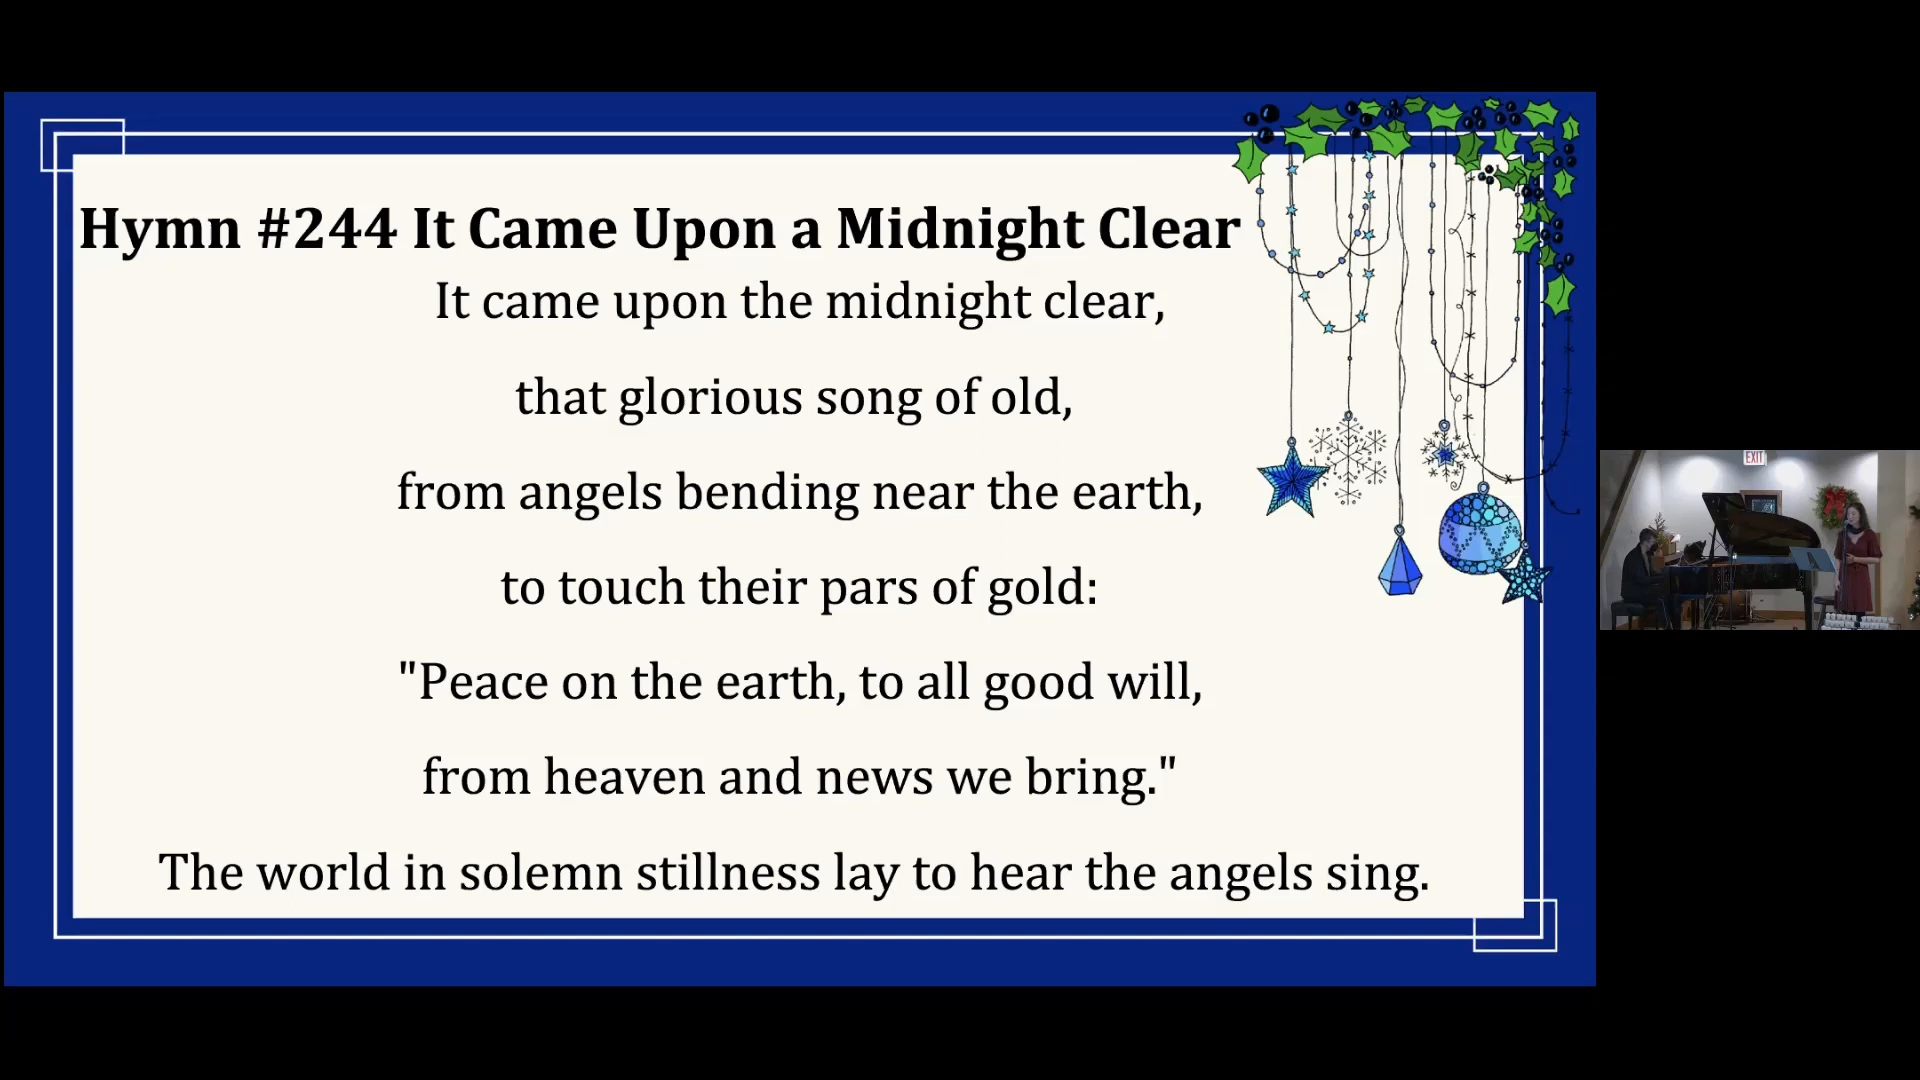 Hymn #244 It Came Upon a Midnight Clear
It came upon the midnight clear,
that glorious song of old,
from angels bending near the earth,
to touch their pars of gold:
"Peace on the earth, to all good will,
from heaven and news we bring."
The world in solemn stillness lay to hear the angels sing.
EXIT